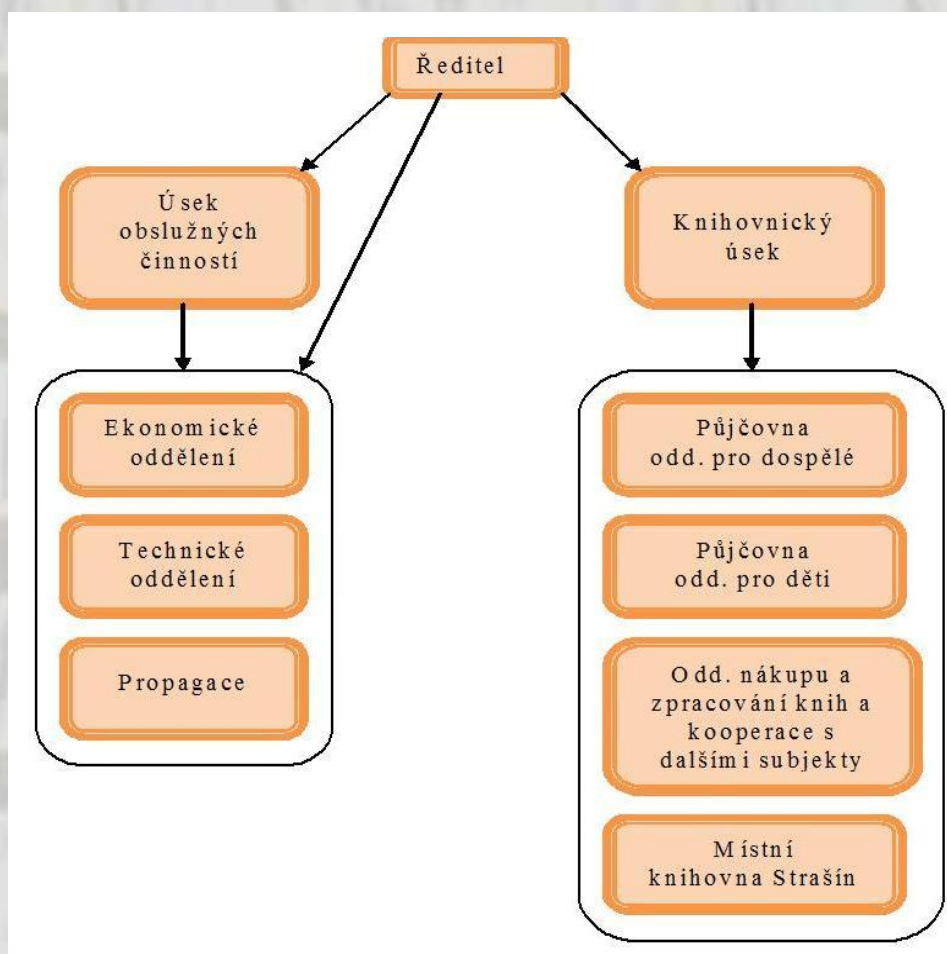 Ředitel
Úsek
obslužných
činností
Knihovnický
úsek
Ekonomické
oddělení
Technické
oddělení
Propagace
Půjčovna
odd. pro dospělé
Půjčovna
odd. pro děti
Odd. nákupu a
zpracování knih a
kooperace s
dalšími subjekty
Místní
knihovna Strašín